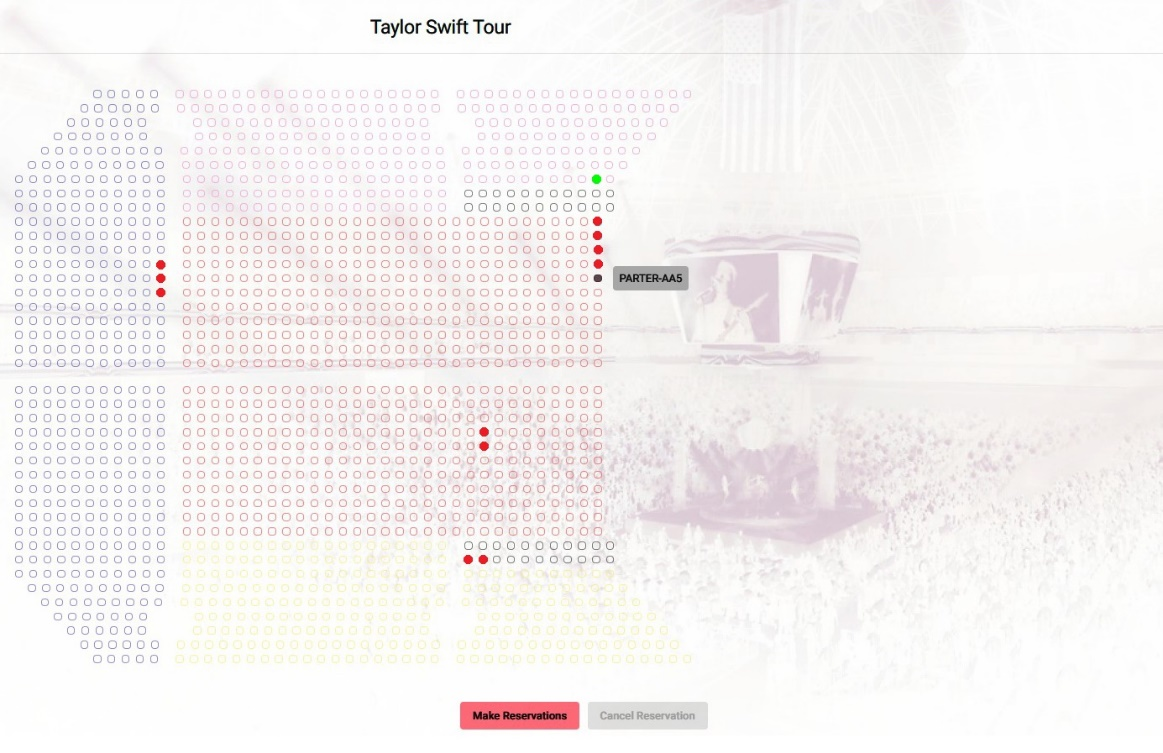 Taylor Swift Tour
PARTER-AA5
Make Reservations
Cancel Reservation